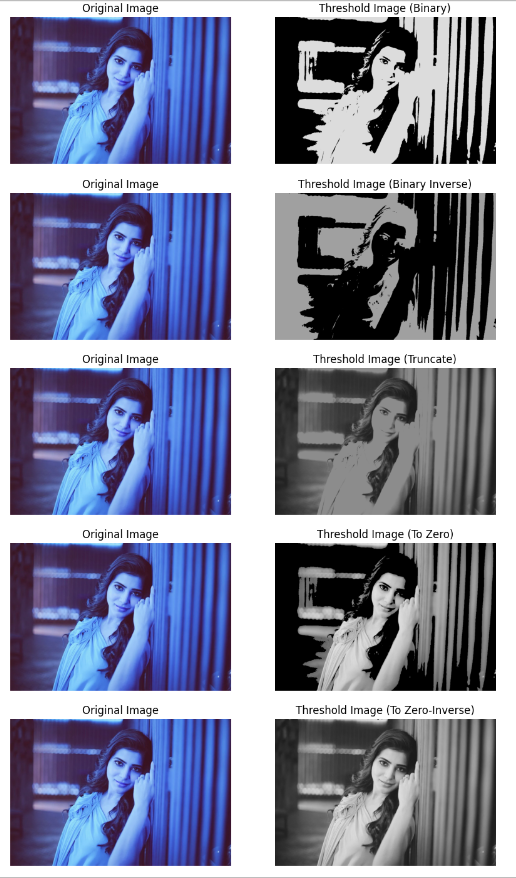 Original Image
Threshold Image (Binary)
Original Image
Threshold Image (Binary Inverse)
Original Image
Threshold Image (Truncate)
Original Image
Threshold Image (To Zero)
Original Image
Threshold Image (To Zero-Inverse)